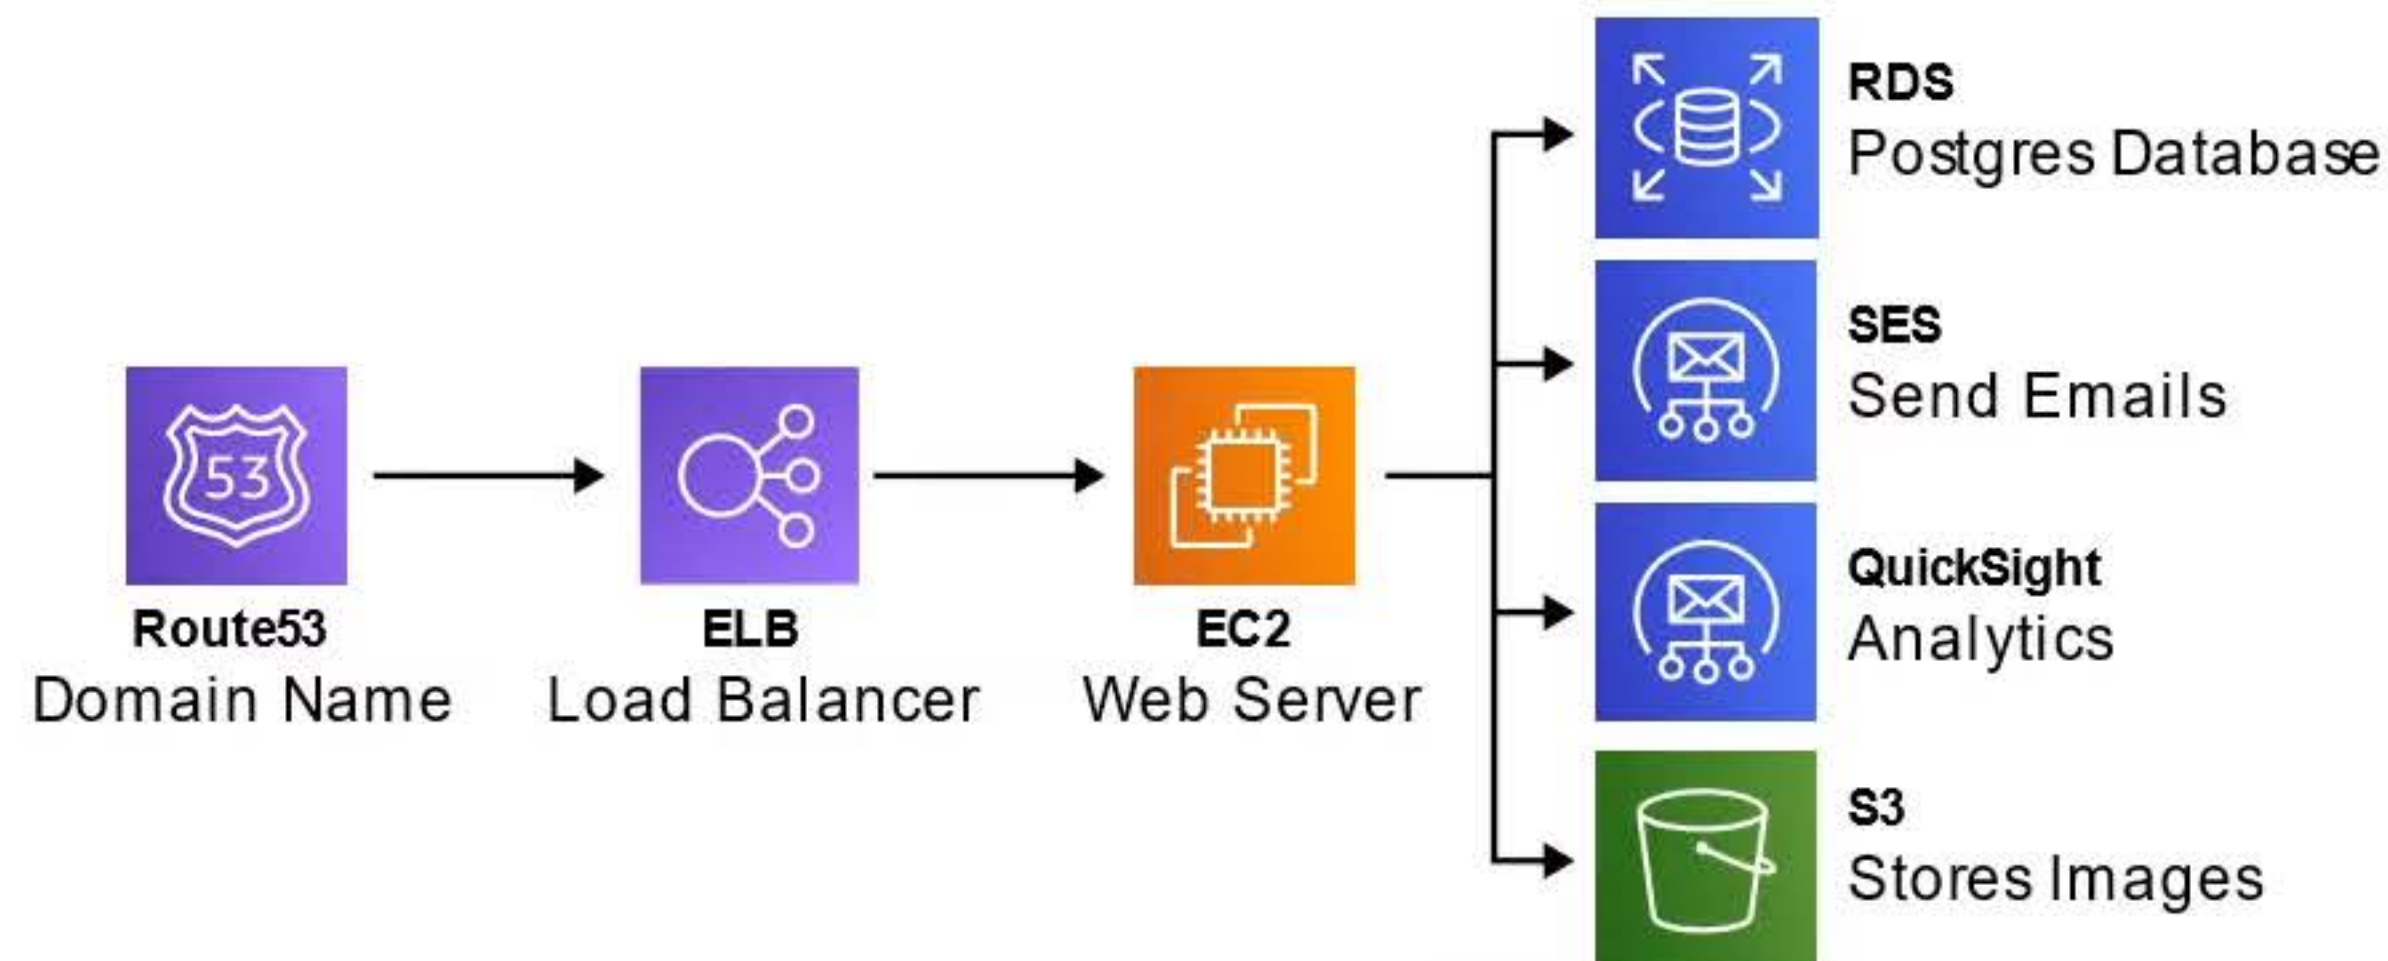 53
Route53
Domain Name
ELB
Load Balancer
EC2
Web Server
RDS
Postgres Database
SES
Send Emails
QuickSight
Analytics
S3
Stores Images